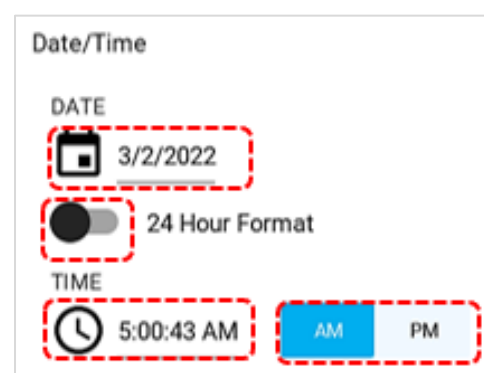 Date/Time
DATE
3/2/2022
24 Hour Format
TIME
5:00:43 AM AM PM